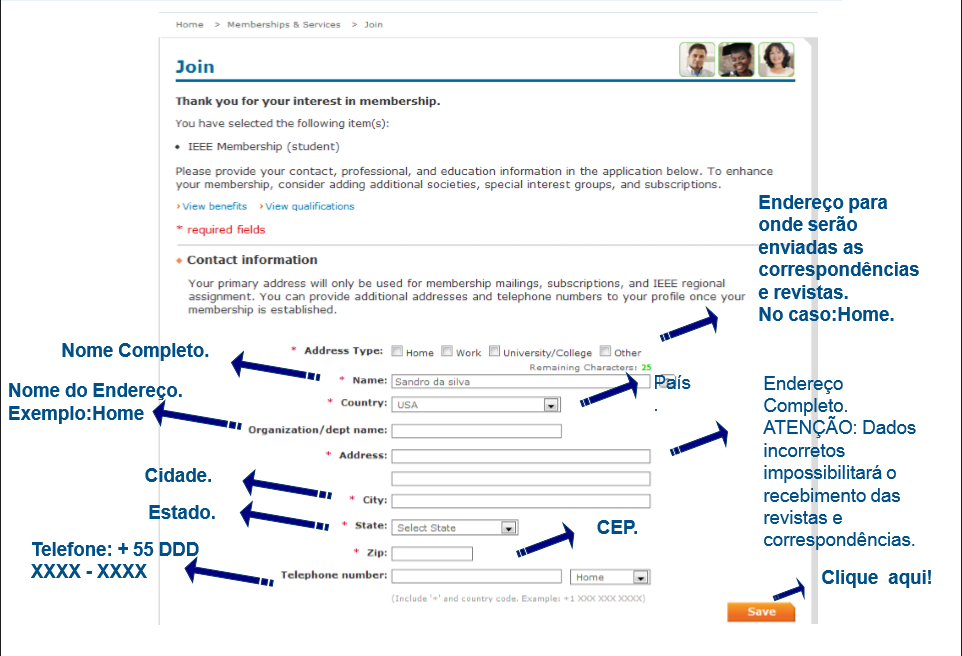 Home > Memberships & Services > Join
Join
Thank you for your interest in membership.
You have selected the following item(s):
• IEEE Membership (student)
Please provide your contact, professional, and education information in the application below. To enhance
your membership, consider adding additional societies, special interest groups, and subscriptions.
› View benefits › View qualifications
* required fields
Endereço para
onde serão
enviadas as
correspondências
e revistas.
No caso:Home.
Contact information
Your primary address will only be used for membership mailings, subscriptions, and IEEE regional
assignment. You can provide additional addresses and telephone numbers to your profile once your
membership is established.
Nome Completo.
* Address Type: Home Work University/College Other
Remaining Characters: 25
* Name: Sandro da silva
País
.
Nome do Endereço.
Exemplo:Home
* Country: USA
Organization/dept name:
Endereço
Completo.
ATENÇÃO: Dados
incorretos
impossibilitará o
recebimento das
revistas e
correspondências.
* Address:
Cidade.
* City:
Estado.
* State: Select State
CEP.
* Zip:
Telefone: + 55 DDD
XXXX - XXXX
Telephone number: Home
(Include '+' and country code. Example: +1 XXX XXX XXXX)
Clique aqui!
Save